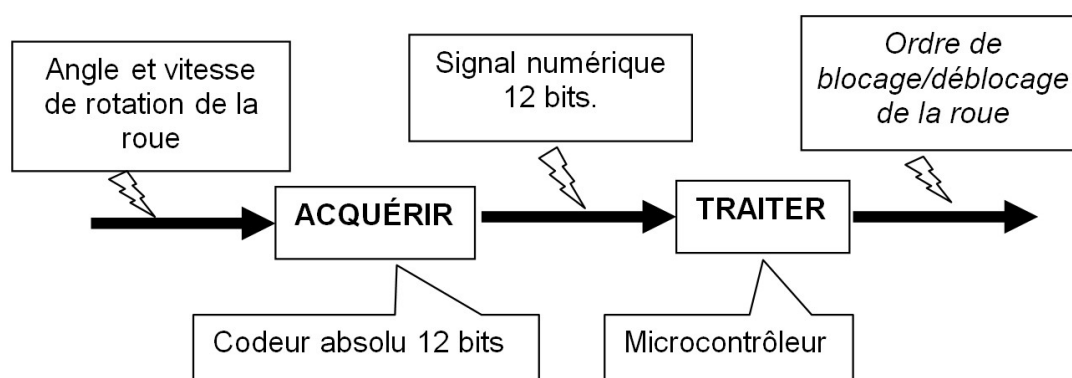 Angle et vitesse
de rotation de la
roue
Signal numérique
12 bits.
Ordre de
blocage/déblocage
de la roue
ACQUÉRIR
TRAITER
Codeur absolu 12 bits
Microcontrôleur